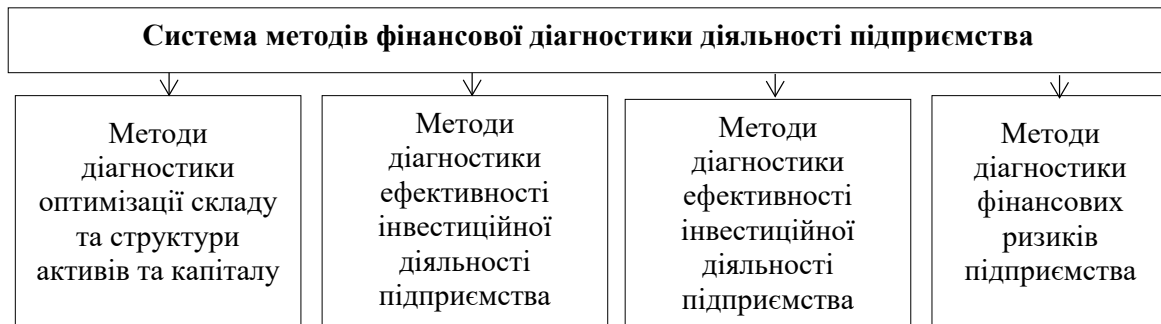 Система методів фінансової діагностики діяльності підприємства
Методи
діагностики
оптимізації складу
та структури
активів та капіталу
Методи
діагностики
ефективності
інвестиційної
діяльності
підприємства
Методи
діагностики
ефективності
інвестиційної
діяльності
підприємства
Методи
діагностики
фінансових
ризиків
підприємства